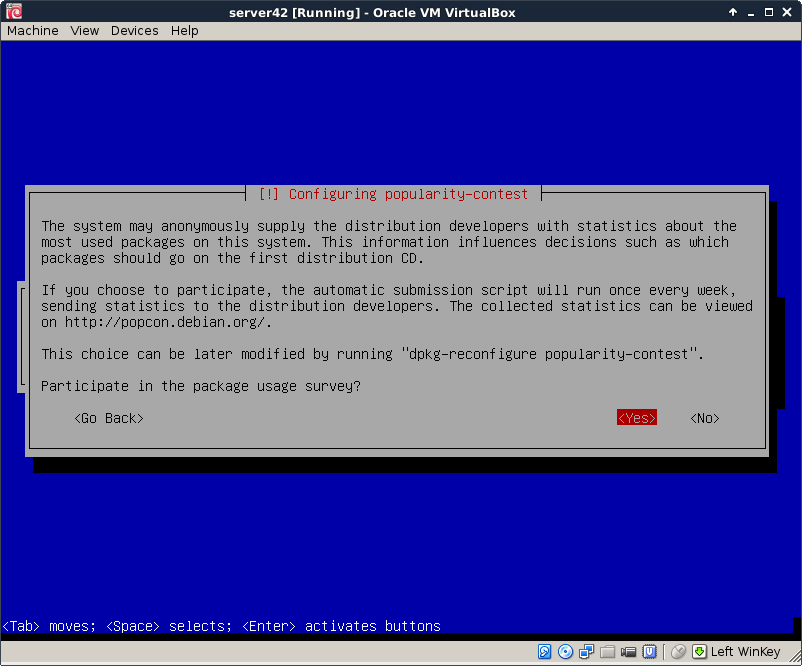 server42 [Running] - Oracle VM VirtualBox
Machine View Devices Help
[!] Configuring popularity-contest
The system may anonymously supply the distribution developers with statistics about the
most used packages on this system. This information influences decisions such as which
packages should go on the first distribution CD.
If you choose to participate, the automatic submission script will run once every week,
sending statistics to the distribution developers. The collected statistics can be viewed
on http://popcon.debian.org/.
This choice can be later modified by running "dpkg-reconfigure popularity-contest".
Participate in the package usage survey?
<Go Back> <Yes> <No>
<Tab> moves; <Space> selects; <Enter> activates buttons
Left WinKey